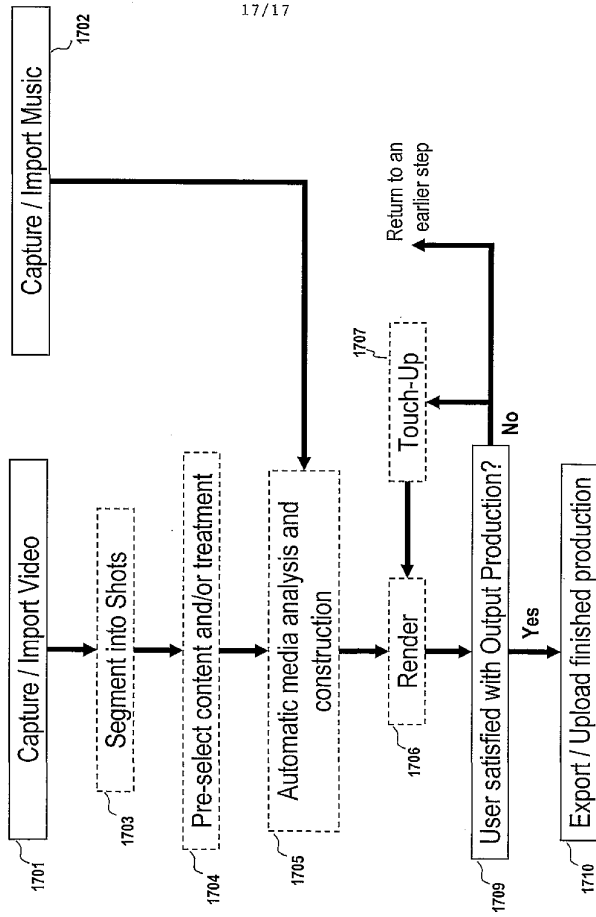 17/17
Capture / Import Video
1701
Capture / Import Music
1702
Segment into Shots
1703
Pre-select content and/or treatment
1704
Automatic media analysis and
construction
1705
Render
1706
Touch-Up
1707
Return to an
earlier step
User satisfied with Output Production?
1709
No
Yes
Export / Upload finished production
1710